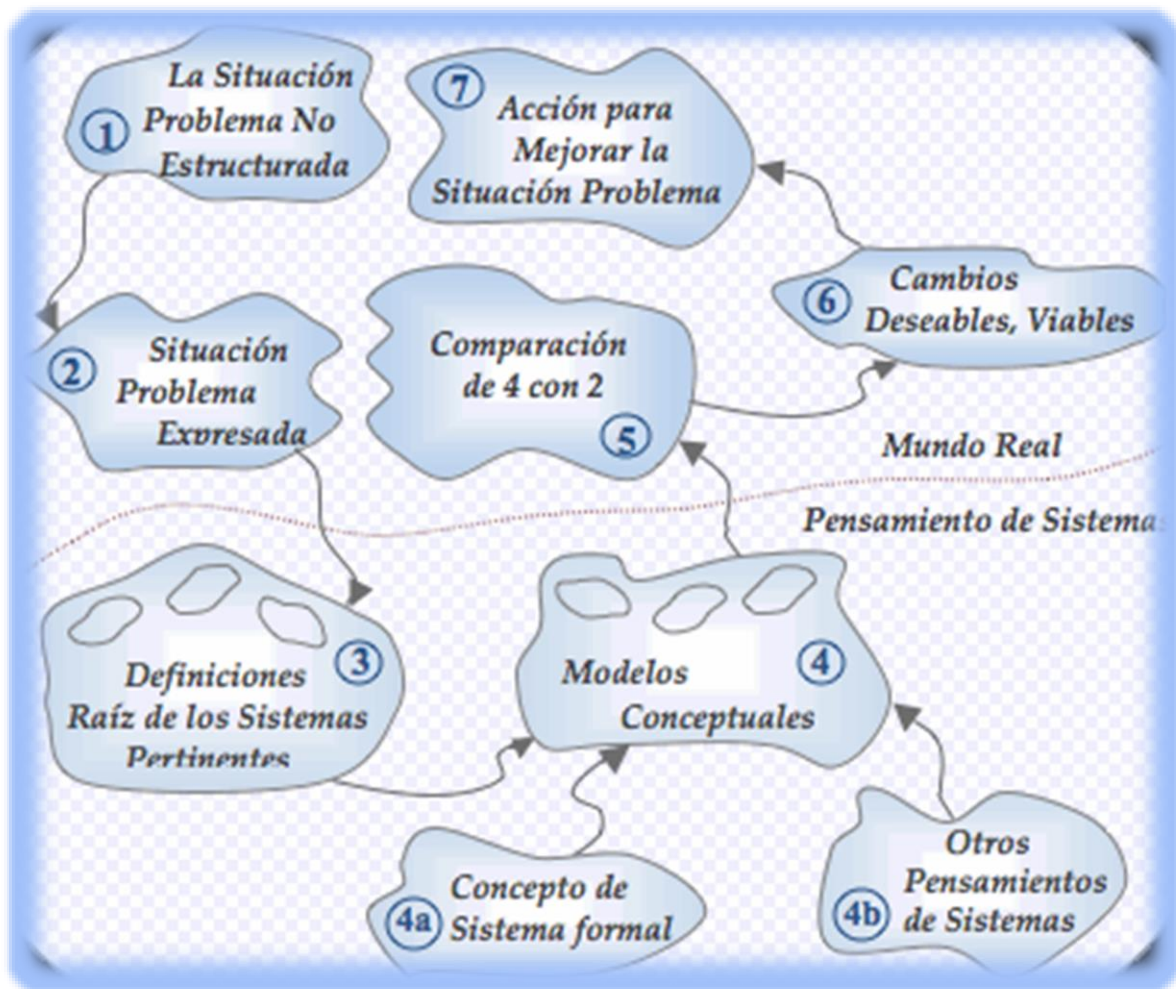 1
La Situación
Problema No
Estructurada
7
Acción para
Mejorar la
Situación Problema
2
Situación
Problema
Expresada
Comparación
de 4 con 2
5
6
Cambios
Deseables, Viables
Mundo Real
Pensamiento de Sistema
3
Definiciones
Raíz de los Sistemas
Pertinentes
4
Modelos
Conceptuales
4a
Concepto de
Sistema formal
4b
Otros
Pensamientos
de Sistemas